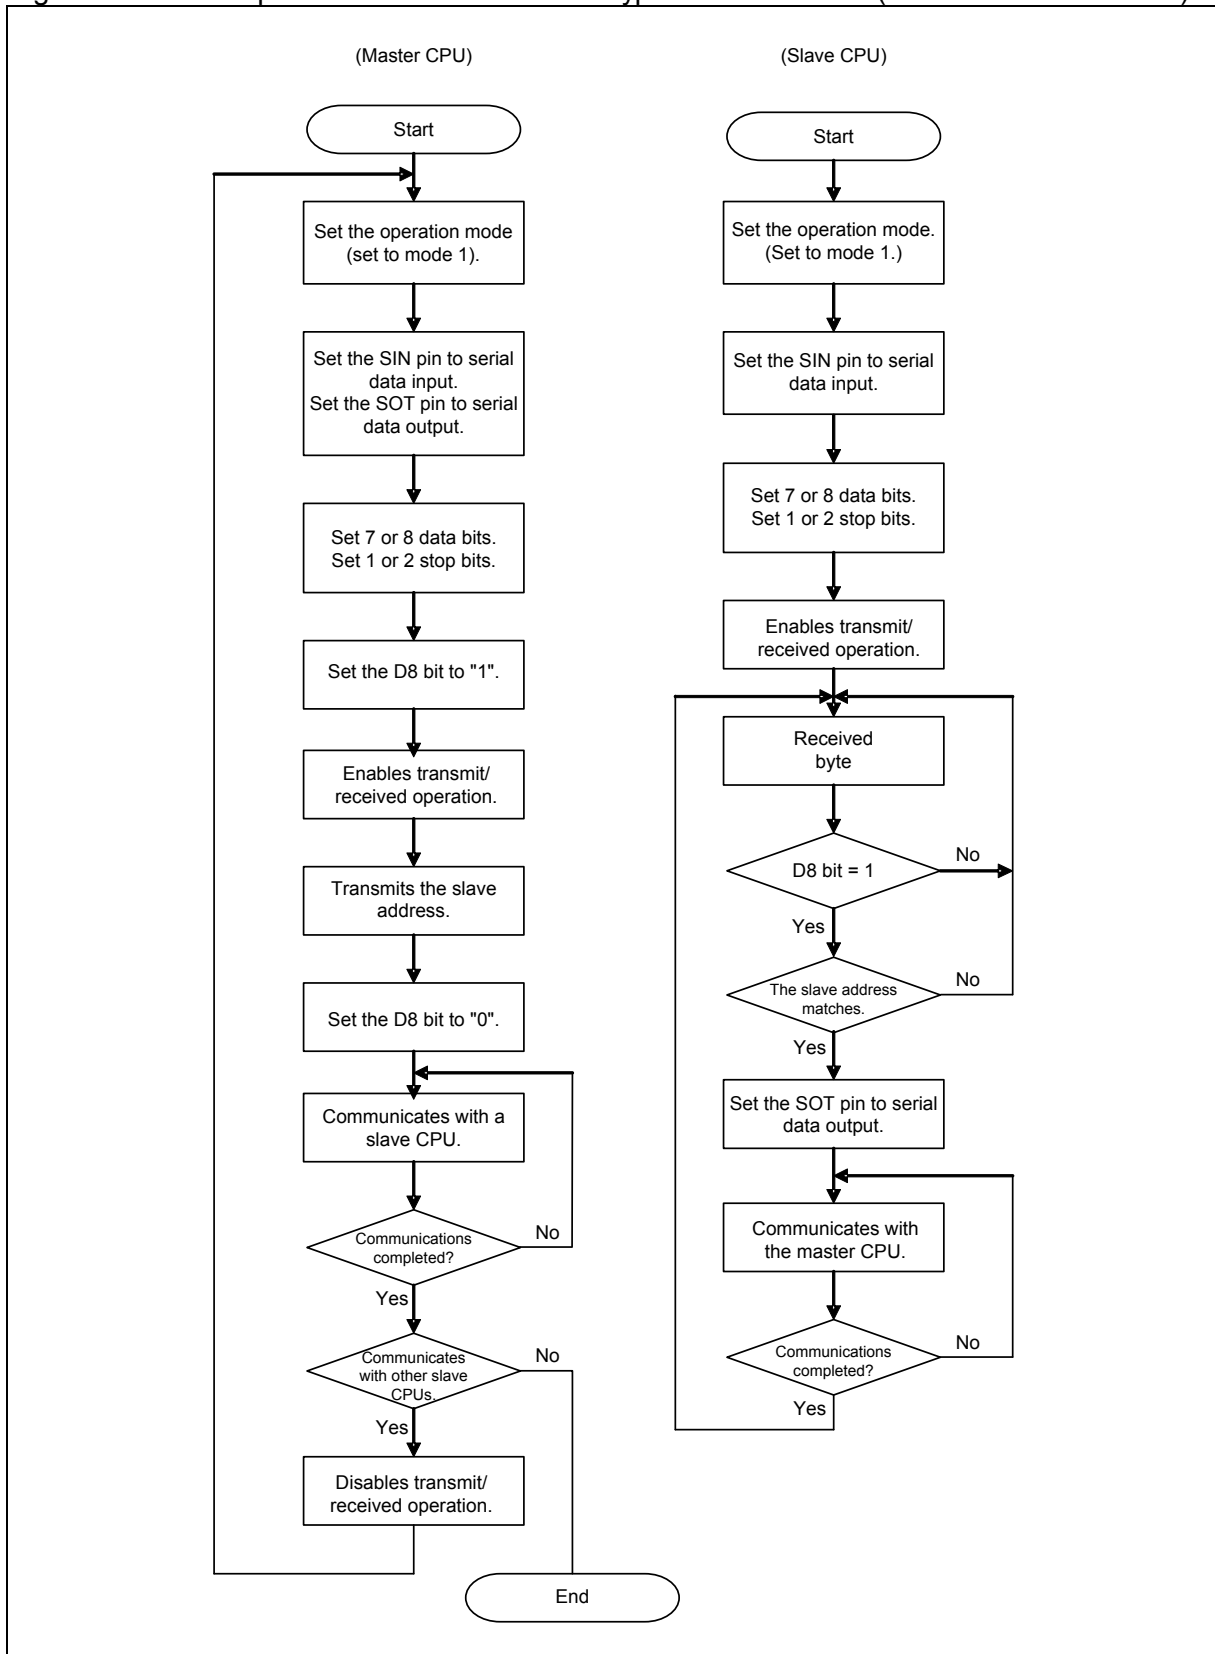 (Master CPU)
Start
Set the operation mode
(set to mode 1).
Set the SIN pin to serial
data input.
Set the SOT pin to serial
data output.
Set 7 or 8 data bits.
Set 1 or 2 stop bits.
Set the D8 bit to "1".
Enables transmit/
received operation.
Transmits the slave
address.
Set the D8 bit to "0".
Communicates with a
slave CPU.
Communications
completed?
No
Yes
Communicates
with other slave
CPUs.
No
Yes
Disables transmit/
received operation.
End
(Slave CPU)
Start
Set the operation mode.
(Set to mode 1.)
Set the SIN pin to serial
data input.
Set 7 or 8 data bits.
Set 1 or 2 stop bits.
Enables transmit/
received operation.
Received
byte
D8 bit = 1
No
Yes
The slave address
matches.
No
Yes
Set the SOT pin to serial
data output.
Communicates with
the master CPU.
Communications
completed?
No
Yes